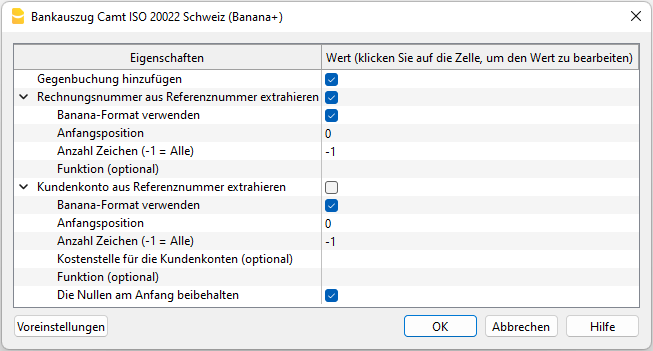 Bankauszug Camt ISO 20022 Schweiz (Banana+)
Eigenschaften Wert (klicken Sie auf die Zelle, um den Wert zu bearbeiten)
Gegenbuchung hinzufügen
Rechnungsnummer aus Referenznummer extrahieren
Banana-Format verwenden
Anfangsposition 0
Anzahl Zeichen (-1 = Alle) -1
Funktion (optional)
Kundenkonto aus Referenznummer extrahieren
Banana-Format verwenden
Anfangsposition 0
Anzahl Zeichen (-1 = Alle) -1
Kostenstelle für die Kundenkonten (optional)
Funktion (optional)
Die Nullen am Anfang beibehalten
Voreinstellungen OK Abbrechen Hilfe